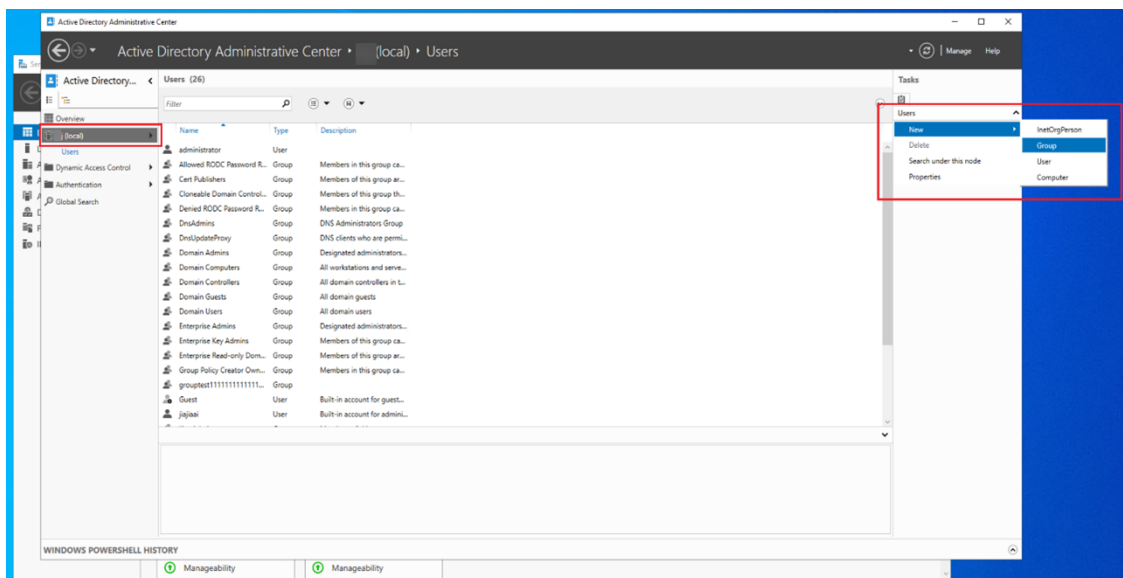 Active Directory Administrative Center
Active Directory Administrative Center • (local) • Users
Manage Help
Active Directory...
Overview
(local)
Users
Dynamic Access Control
Authentication
Global Search
Users (26)
Filter
Name Type Description
administrator User
Allowed RODC Password R... Group Members in this group ca...
Cert Publishers Group Members of this group ar...
Cloneable Domain Control... Group Members of this group th...
Denied RODC Password R... Group Members in this group ca...
DnsAdmins Group DNS Administrators Group
DnsUpdateProxy Group DNS clients who are permi...
Domain Admins Group Designated administrators...
Domain Computers Group All workstations and serve...
Domain Controllers Group All domain controllers in t...
Domain Guests Group All domain guests
Domain Users Group All domain users
Enterprise Admins Group Designated administrators...
Enterprise Key Admins Group Members of this group ca...
Enterprise Read-only Dom... Group Members of this group ar...
Group Policy Creator Own... Group Members in this group ca...
Group
Guest User Built-in account for guest...
jiajiaai User Built-in account for admini...
Tasks
Users
New
Delete
Search under this node
Properties
InetOrgPerson
Group
User
Computer
WINDOWS POWERSHELL HISTORY
Manageability Manageability